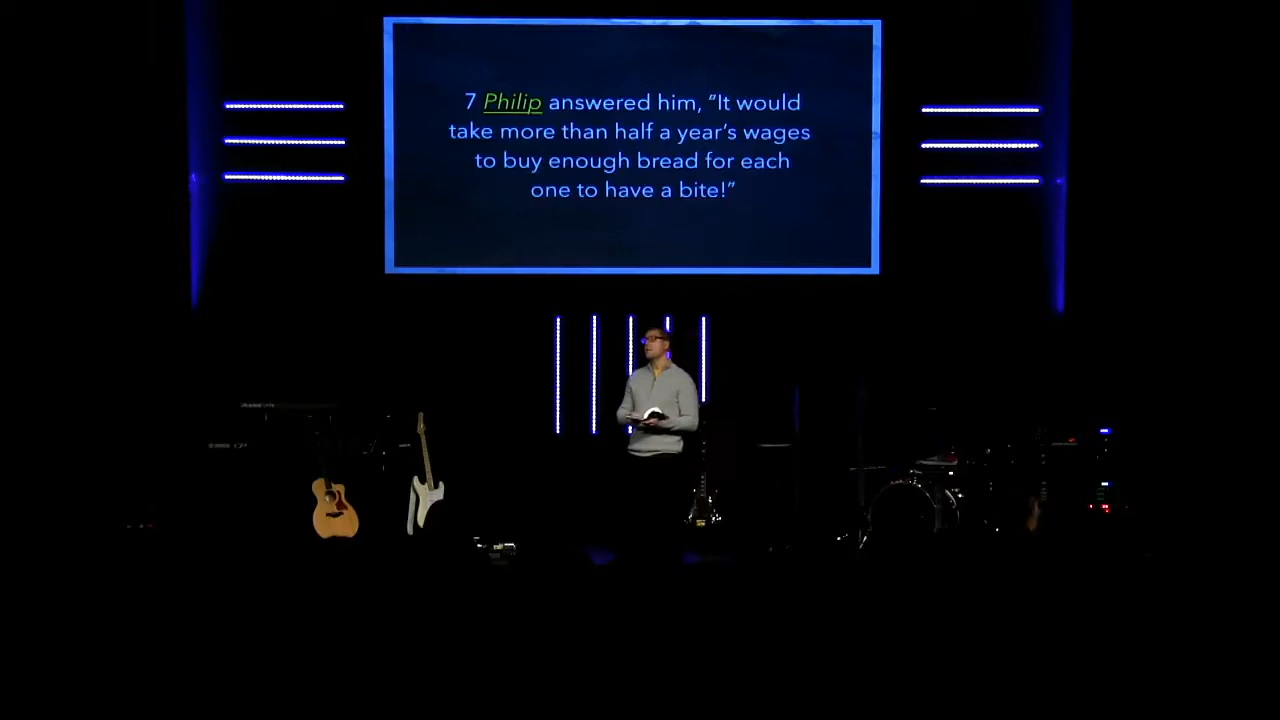 7 Philip answered him, “It would
take more than half a year’s wages
to buy enough bread for each
one to have a bite!”